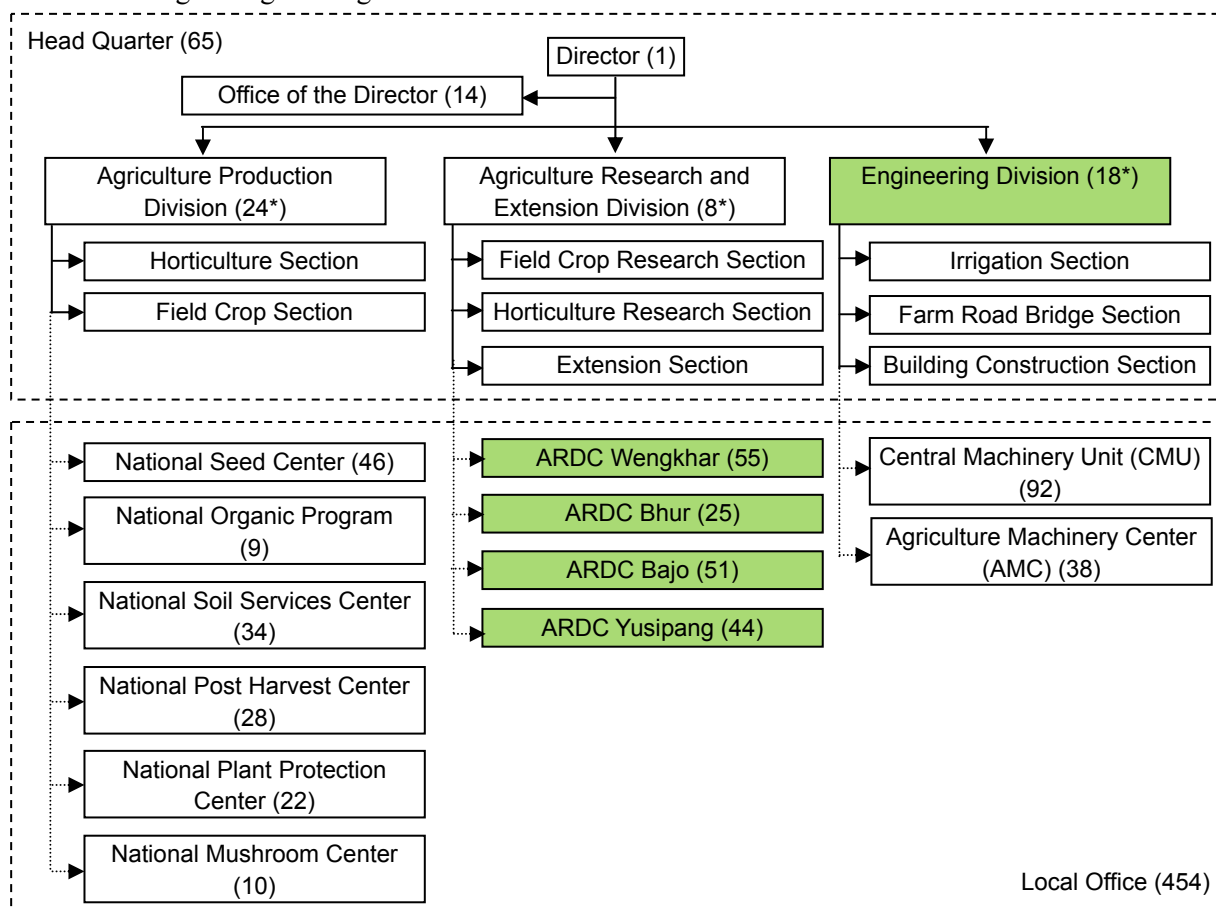 Head Quarter (65)
Director (1)
Office of the Director (14)
Agriculture Production
Division (24*)
Agriculture Research and
Extension Division (8*)
Engineering Division (18*)
Horticulture Section
Field Crop Section
Field Crop Research Section
Horticulture Research Section
Extension Section
Irrigation Section
Farm Road Bridge Section
Building Construction Section
National Seed Center (46)
National Organic Program
(9)
National Soil Services Center
(34)
National Post Harvest Center
(28)
National Plant Protection
Center (22)
National Mushroom Center
(10)
ARDC Wengkhar (55)
ARDC Bhur (25)
ARDC Bajo (51)
ARDC Yusipang (44)
Central Machinery Unit (CMU)
(92)
Agriculture Machinery Center
(AMC) (38)
Local Office (454)